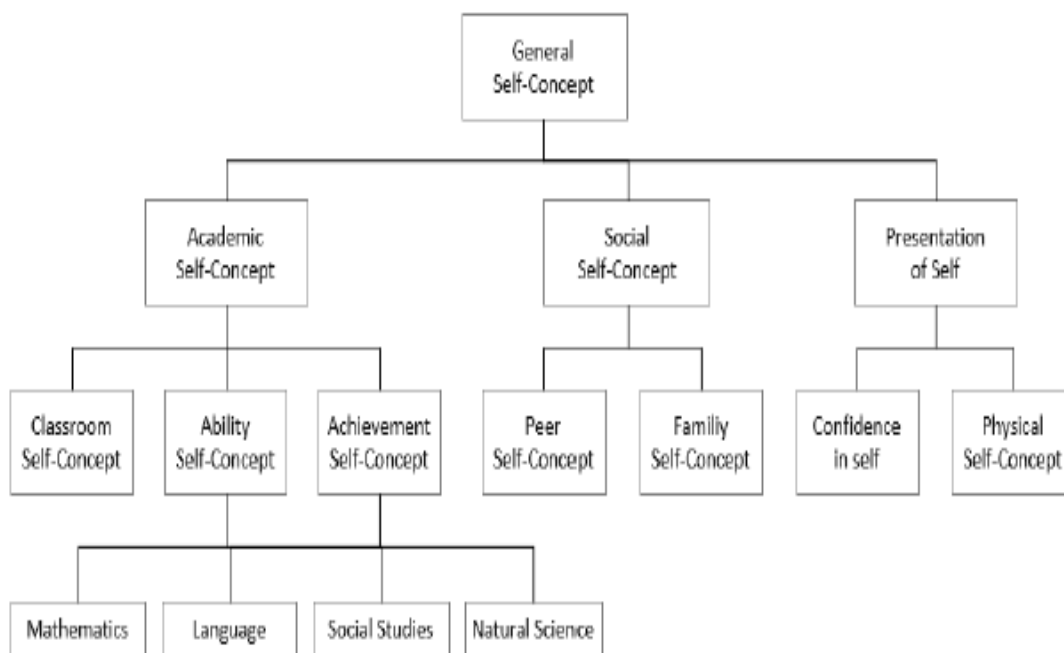 General
Self-Concept
Academic
Self-Concept
Social
Self-Concept
Presentation
of Self
Classroom
Self-Concept
Ability
Self-Concept
Achievement
Self-Concept
Peer
Self-Concept
Familiy
Self-Concept
Confidence
in self
Physical
Self-Concept
Mathematics
Language
Social Studies
Natural Science